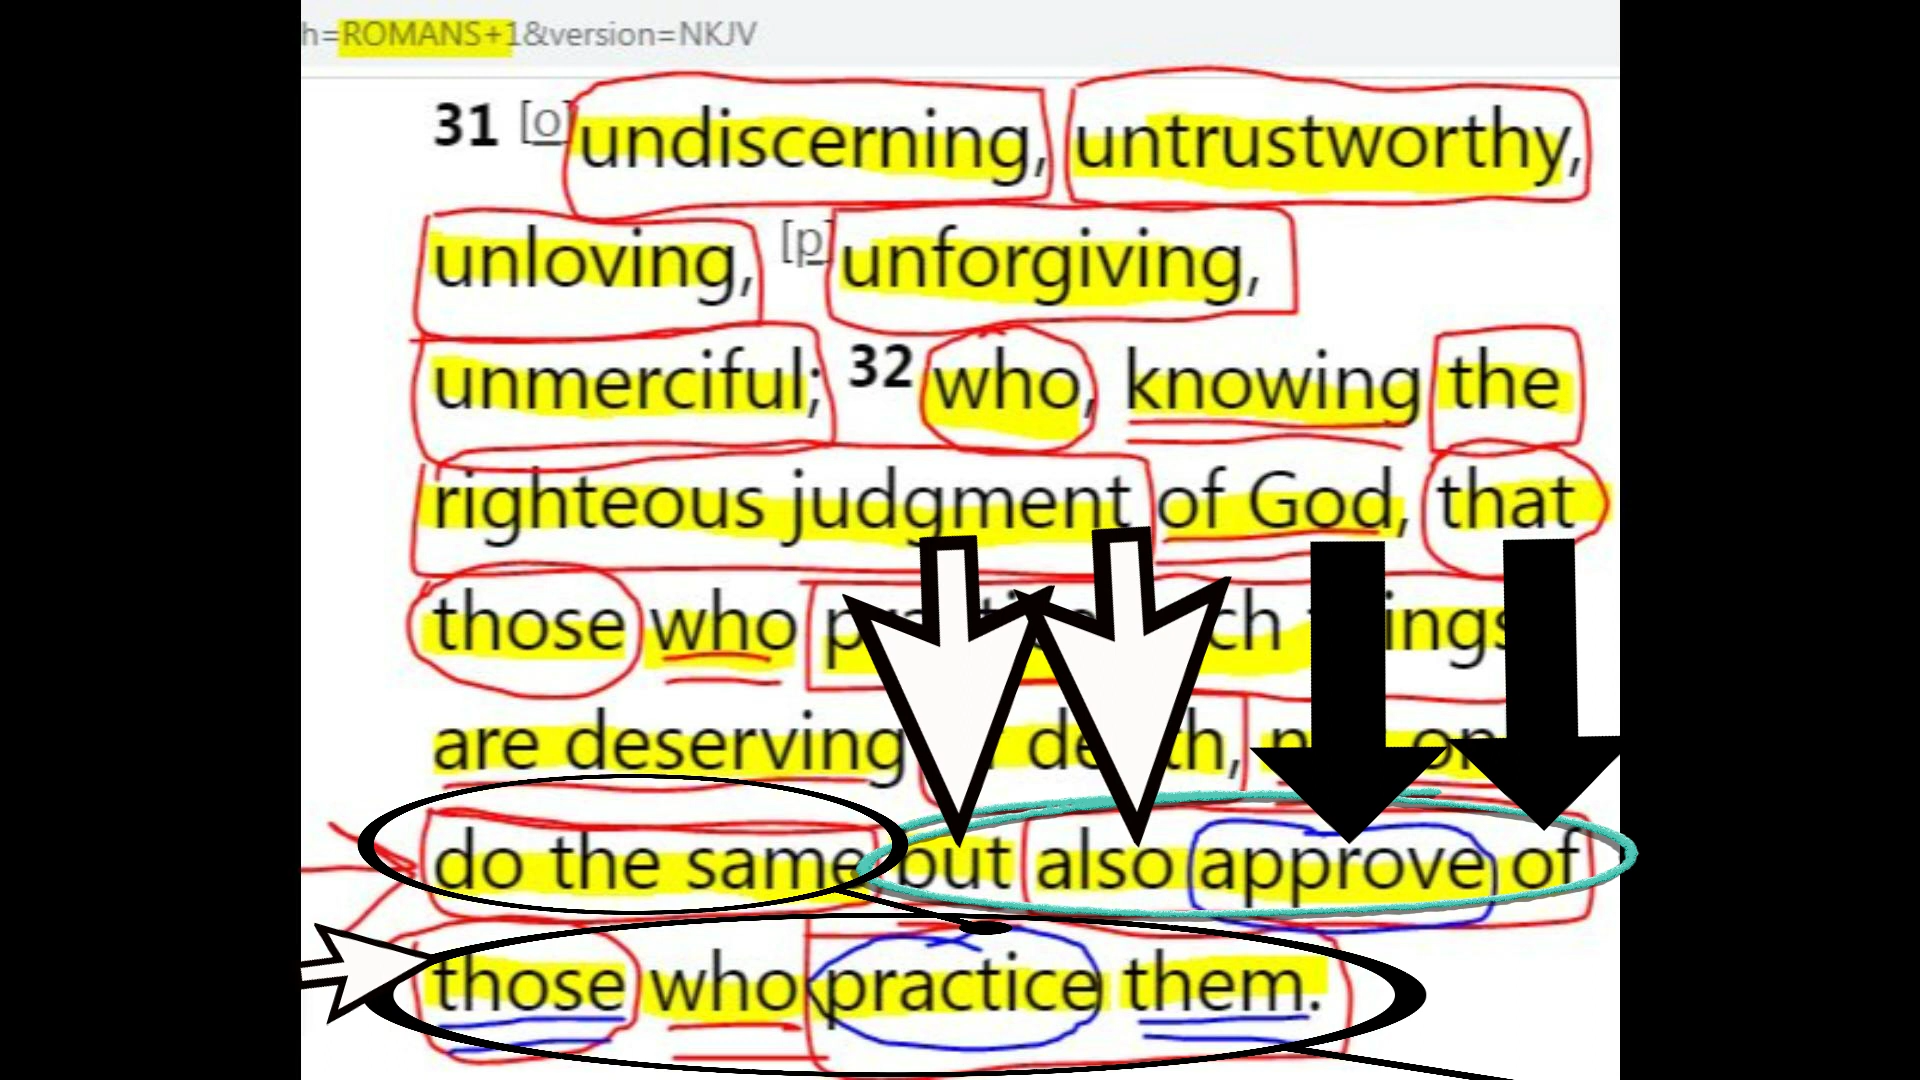 h=ROMANS+1&version=NKJV
31 [o] undiscerning, untrustworthy,
unloving, [p] unforgiving,
unmerciful; 32 who, knowing the
righteous judgment of God, that
those who
are deserving
do the same but also approve of
those who practice them.